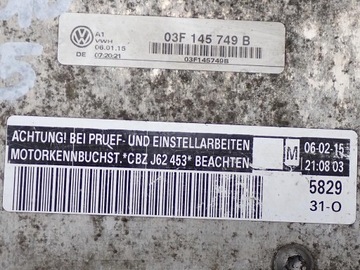 A1
VWH
06.01.15
DE 07:20:21
03F 145 749 B
03F145749B
ACHTUNG! BEI PRUEF- UND EINSTELLARBEITEN
MOTORKENNBUCHST.*CBZ J62 453* BEACHTEN
M
06-02-15
21:08 03
5829
31-O